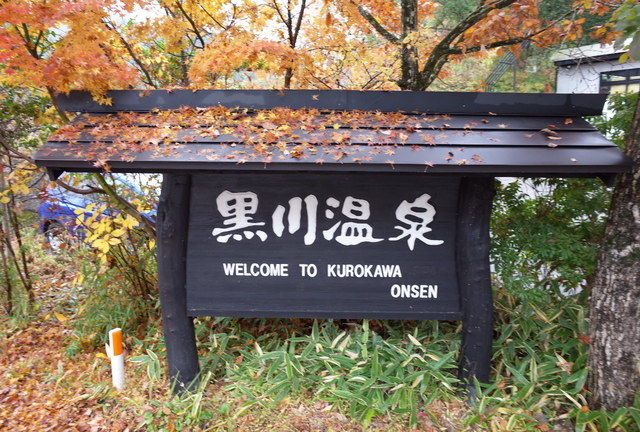 黒川温泉
WELCOME TO KUROKAWA
ONSEN